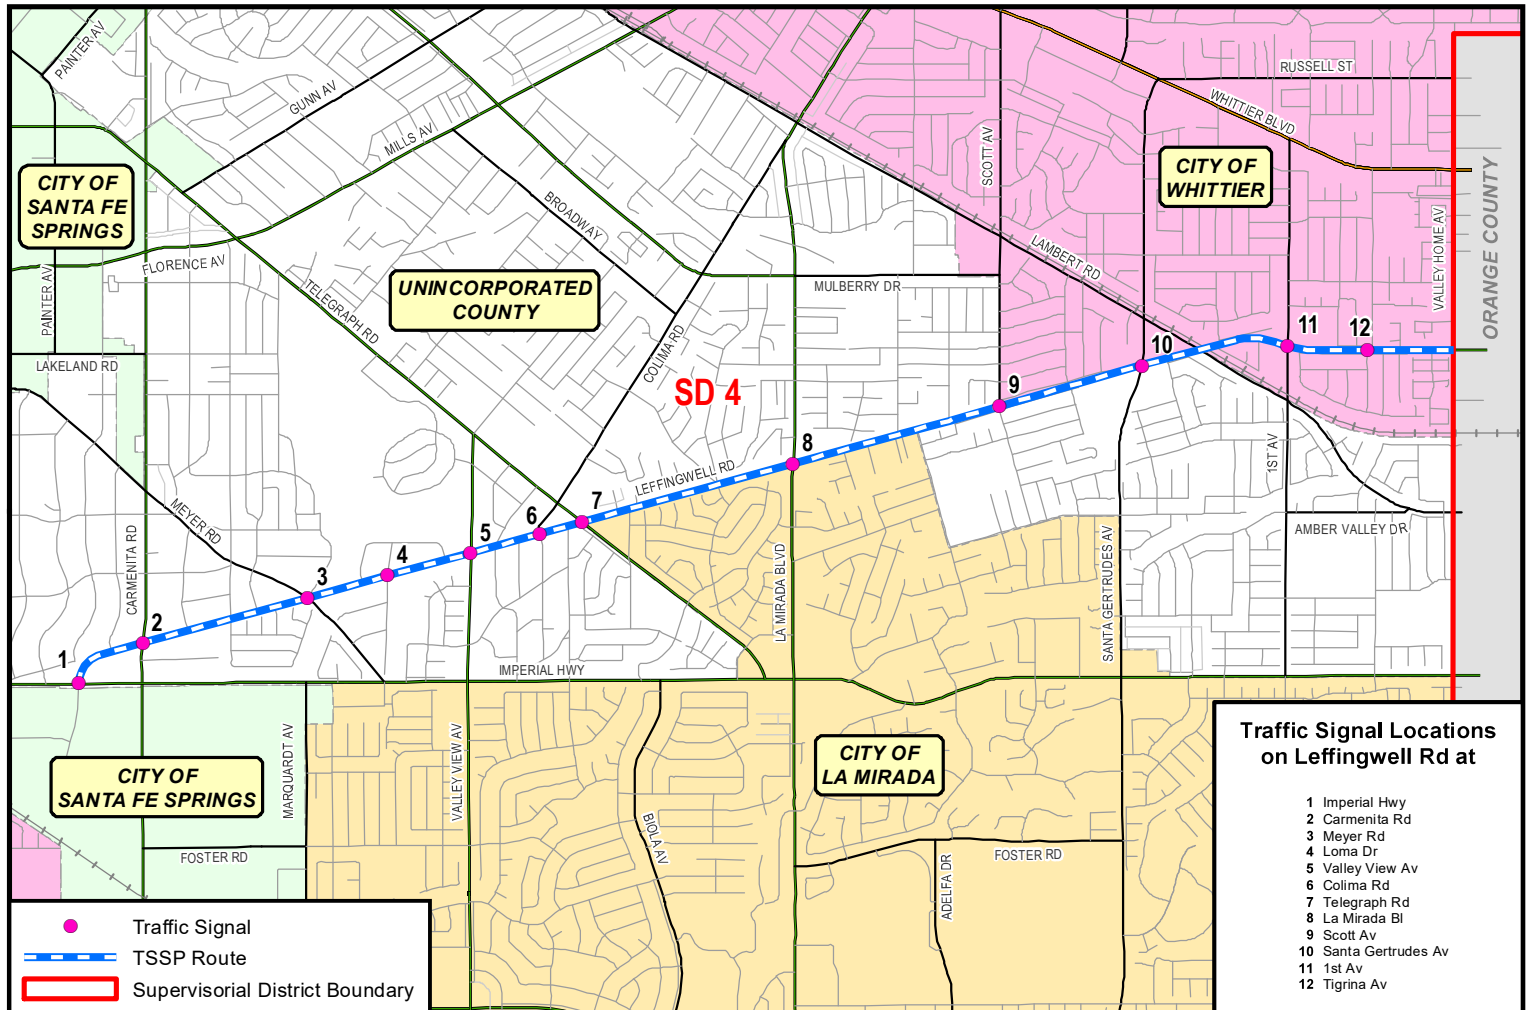 PAINTER AV
GUNN AV
MILLS AV
RUSSELL ST
WHITTIER BLVD
SCOTT AV
CITY OF
WHITTIER
CITY OF
SANTA FE
SPRINGS
BROADWAY
VALLEY HOME AV
ORANGE COUNTY
LAMBERT RD
FLORENCE AV
PAINTER AV
TELEGRAPH RD
UNINCORPORATED
COUNTY
MULBERRY DR
LAKELAND RD
COLIMA RD
SD 4
11
12
10
9
8
LEFFINGWELL RD
7
6
5
4
3
2
1
MEYER RD
CARMENITA RD
1ST AV
AMBER VALLEY DR
LA MIRADA BLVD
SANTA GERTRUDES AV
IMPERIAL HWY
MARQUARDT AV
VALLEY VIEW AV
CITY OF
SANTA FE SPRINGS
CITY OF
LA MIRADA
BIOLA AV
FOSTER RD
FOSTER RD
ADELFA DR
Traffic Signal
TSSP Route
Supervisorial District Boundary
Traffic Signal Locations
on Leffingwell Rd at
1 Imperial Hwy
2 Carmenita Rd
3 Meyer Rd
4 Loma Dr
5 Valley View Av
6 Colima Rd
7 Telegraph Rd
8 La Mirada Bl
9 Scott Av
10 Santa Gertrudes Av
11 1st Av
12 Tigrina Av